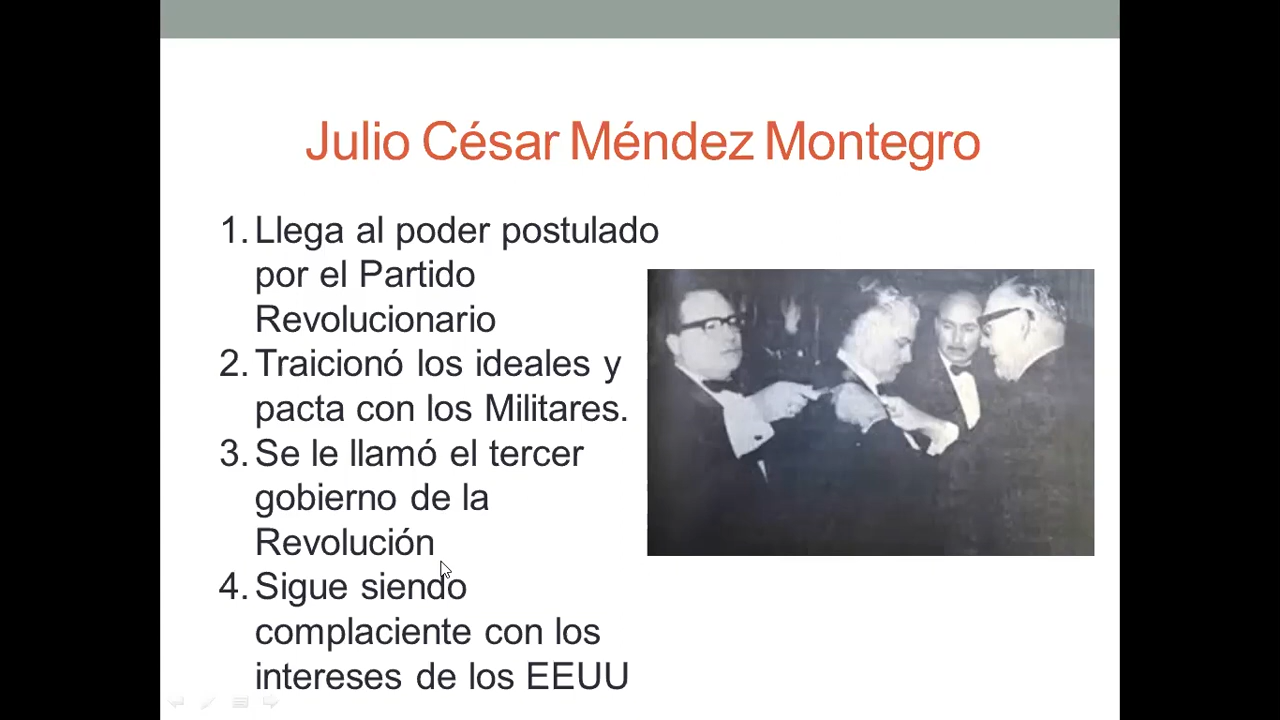 Julio César Méndez Montegro
1. Llega al poder postulado
por el Partido
Revolucionario
2. Traicionó los ideales y
pacta con los Militares.
3. Se le llamó el tercer
gobierno de la
Revolución
4. Sigue siendo
complaciente con los
intereses de los EEUU